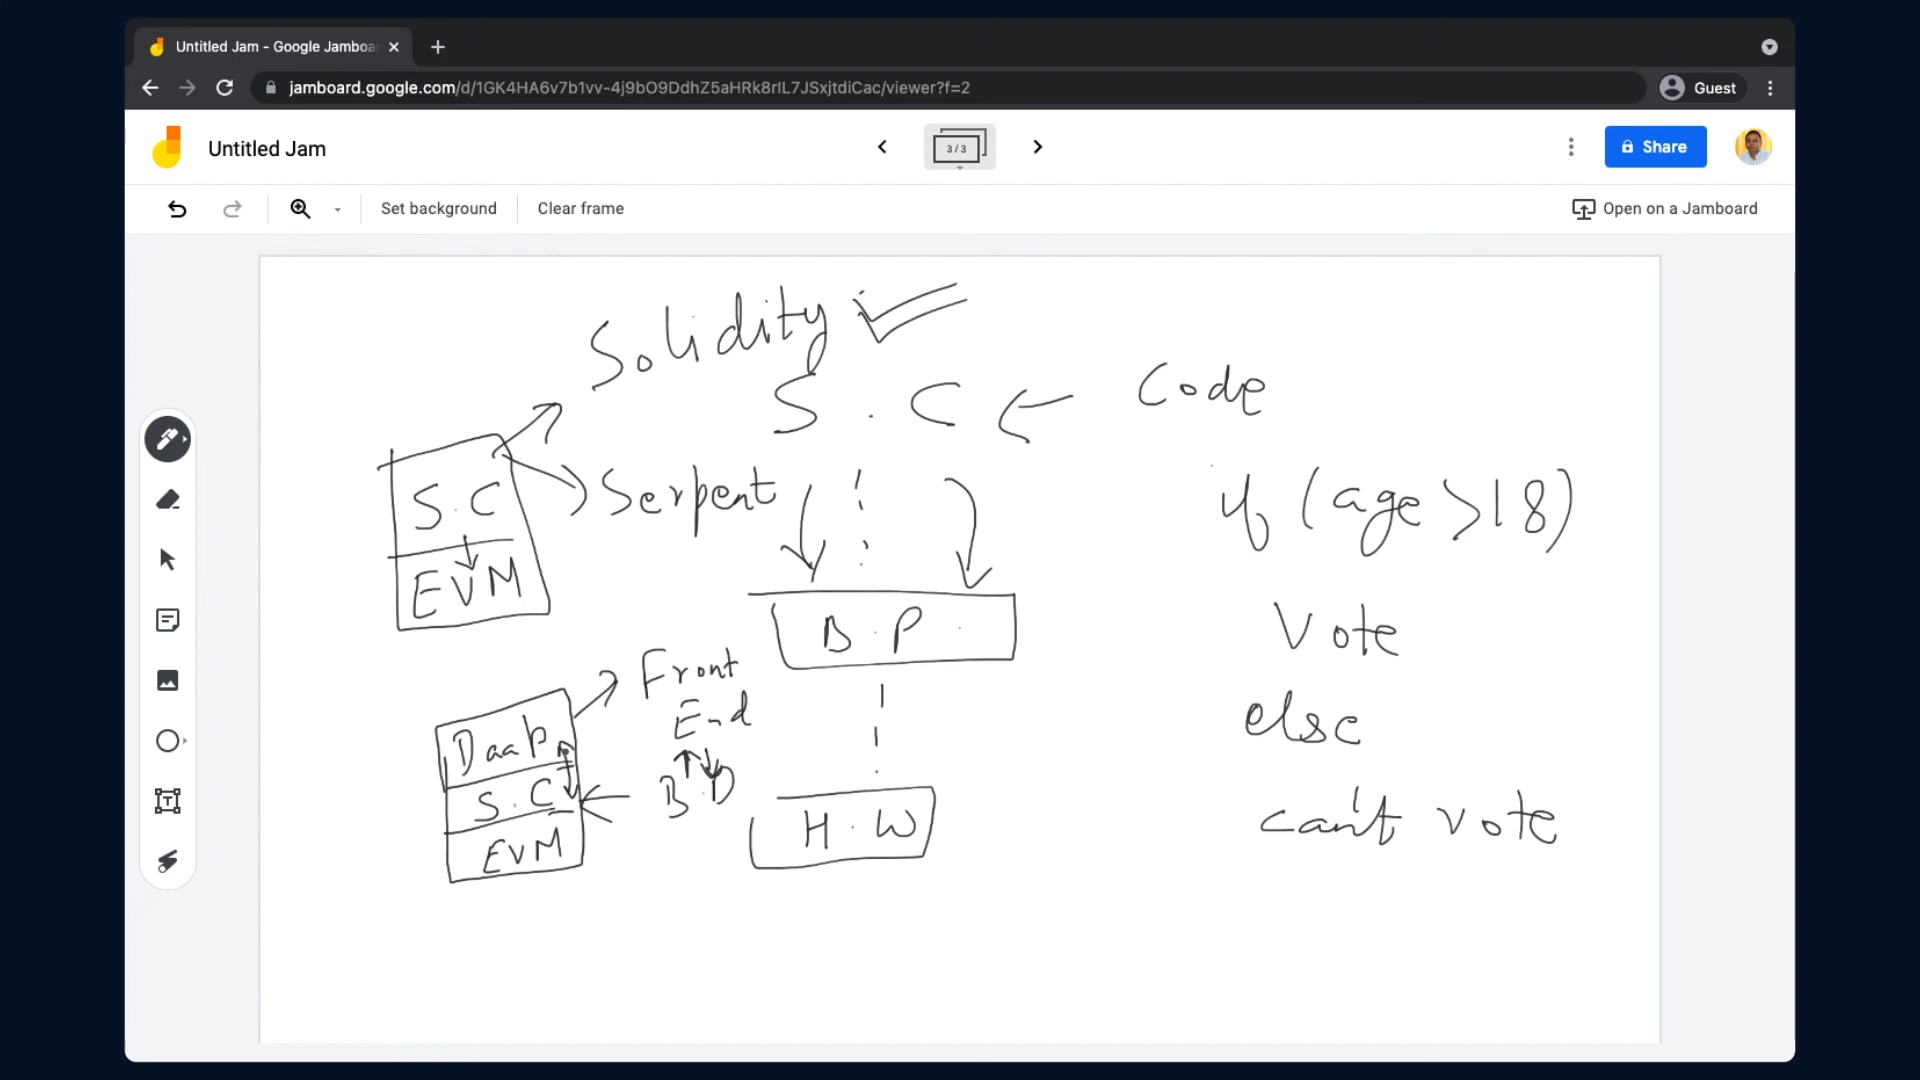 Untitled Jam - Google Jamboa
jamboard.google.com/d/1GK4HA6v7b1vv-4j9bO9DdhZ5aHRk8rlL7JSxjtdiCac/viewer?f=2
Guest
Untitled Jam
3 / 3
Share
Set background
Clear frame
Open on a Jamboard
Solidity
S.C
Code
S.C
Serpent
if (age >18)
EVM
B.P.
Vote
Front
End
DaaP
else
S.C
B.D
H.W
can't vote
EVM